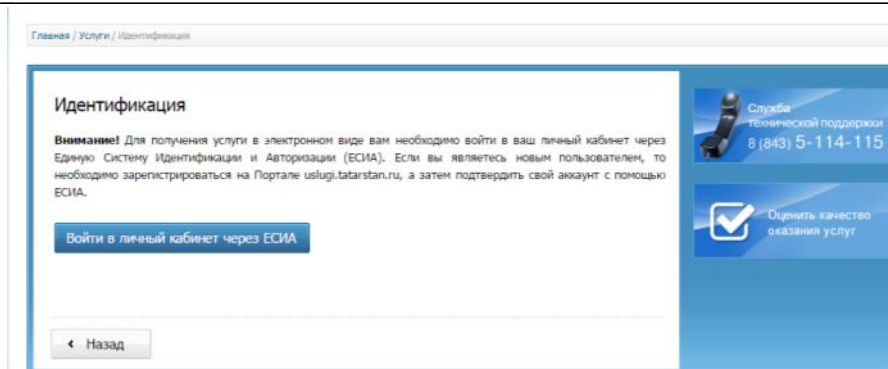 Главная / Услуги / Идентификация
Идентификация
Внимание! Для получения услуги в электронном виде вам необходимо войти в ваш личный кабинет через
Единую Систему Идентификации и Авторизации (ЕСИА). Если вы являетесь новым пользователем, то
необходимо зарегистрироваться на Портале uslugi.tatarstan.ru, а затем подтвердить свой аккаунт с помощью
ЕСИА.
Войти в личный кабинет через ЕСИА
Назад
Служба
технической поддержки
8 (843) 5-114-115
Оценить качество
оказания услуг